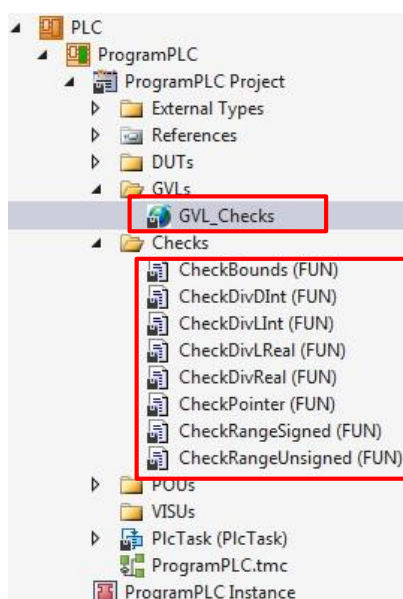 PLC
ProgramPLC
ProgramPLC Project
External Types
References
DUTs
GVLs
GVL_Checks
Checks
CheckBounds (FUN)
CheckDivDInt (FUN)
CheckDivLInt (FUN)
CheckDivLReal (FUN)
CheckDivReal (FUN)
CheckPointer (FUN)
CheckRangeSigned (FUN)
CheckRangeUnsigned (FUN)
POUs
VISUs
PlcTask (PlcTask)
ProgramPLC.tmc
ProgramPLC Instance